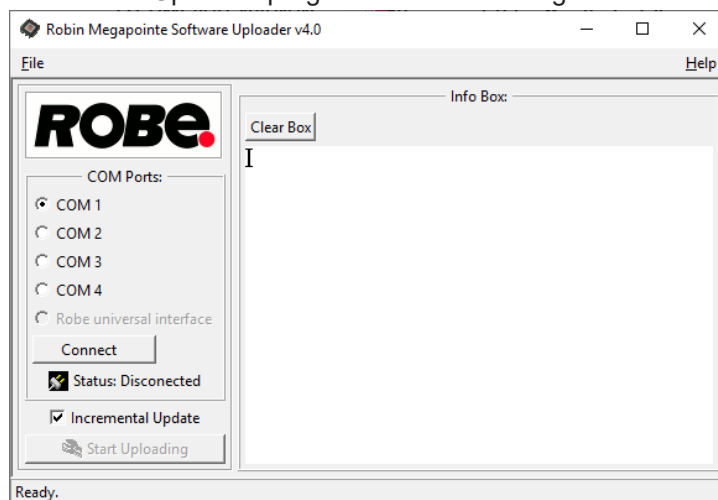 Robin Megapointe Software Uploader v4.0
File
Help
ROBE.
Info Box:
Clear Box
COM Ports:
COM 1
COM 2
COM 3
COM 4
Robe universal interface
Connect
Status: Disconected
Incremental Update
Start Uploading
Ready.